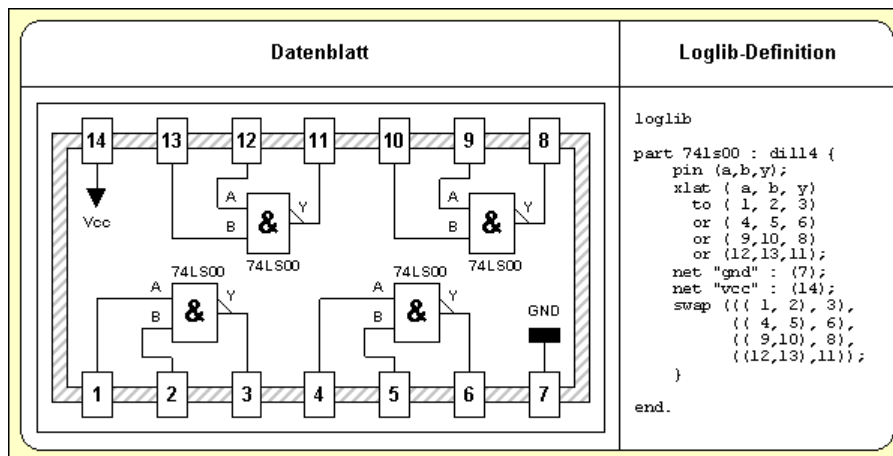 Datenblatt
Loglib-Definition
14 13 12 11 10 9 8
Vcc
A
B
&
Y
74LS00
A
B
&
Y
74LS00
74LS00
A
B
&
Y
74LS00
A
B
&
Y
GND
1 2 3 4 5 6 7
loglib
part 74ls00 : dil14 {
pin (a,b,y);
xlat ( a, b, y)
to ( 1, 2, 3)
or ( 4, 5, 6)
or ( 9,10, 8)
or (12,13,11);
net "gnd" : (7);
net "vcc" : (14);
swap ((( 1, 2), 3),
(( 4, 5), 6),
(( 9,10), 8),
((12,13),11));
}
end.